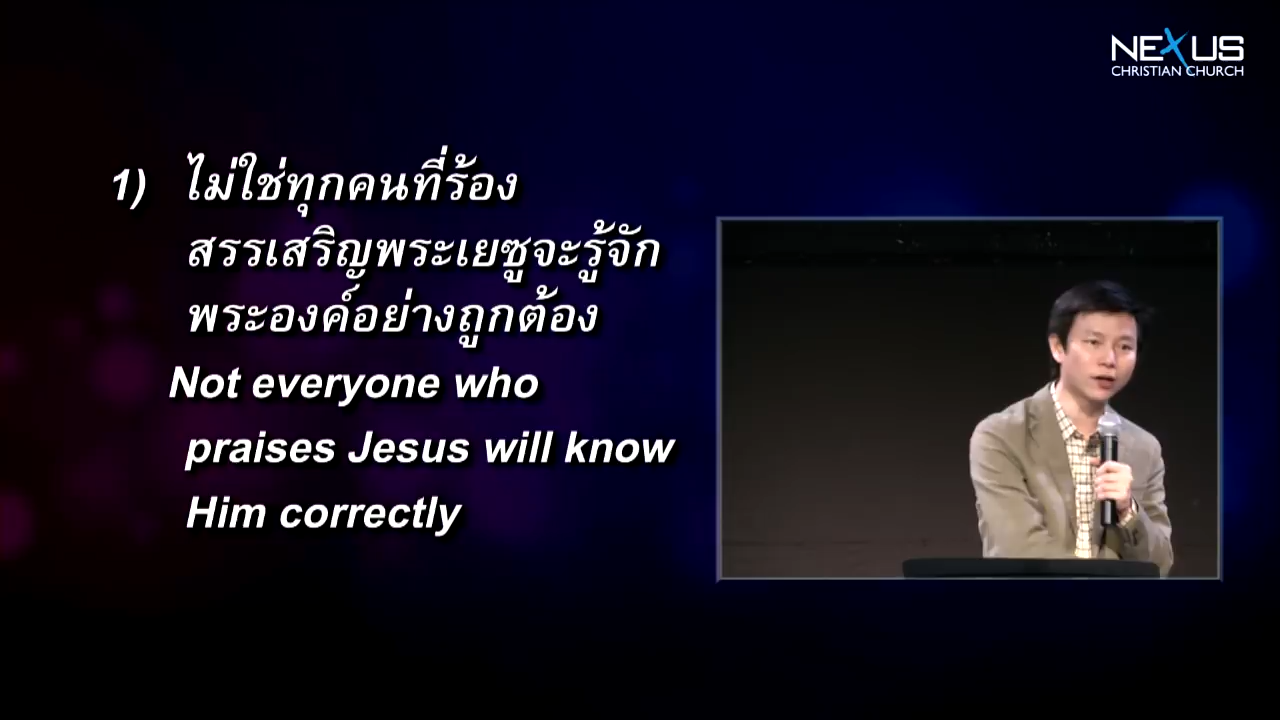 NEXUS
CHRISTIAN CHURCH
1) ไม่ใช่ทุกคนที่ร้อง
สรรเสริญพระเยซูจะรู้จัก
พระองค์อย่างถูกต้อง
Not everyone who
praises Jesus will know
Him correctly